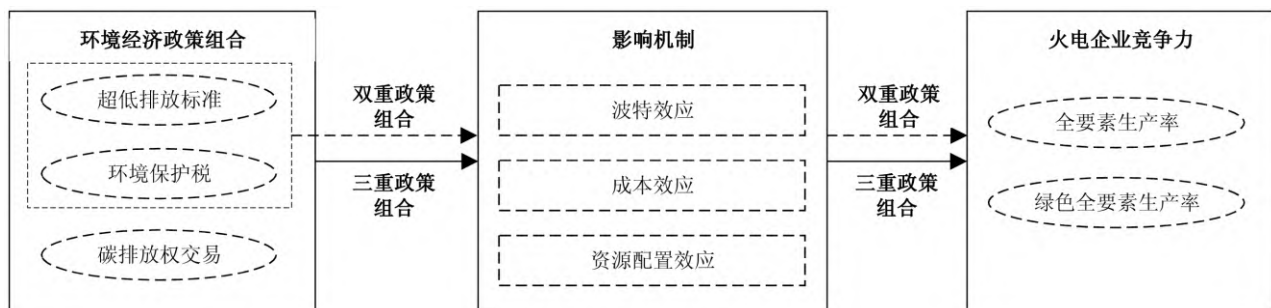 环境经济政策组合
超低排放标准
环境保护税
碳排放权交易
双重政策
组合
三重政策
组合
影响机制
波特效应
成本效应
资源配置效应
双重政策
组合
三重政策
组合
火电企业竞争力
全要素生产率
绿色全要素生产率